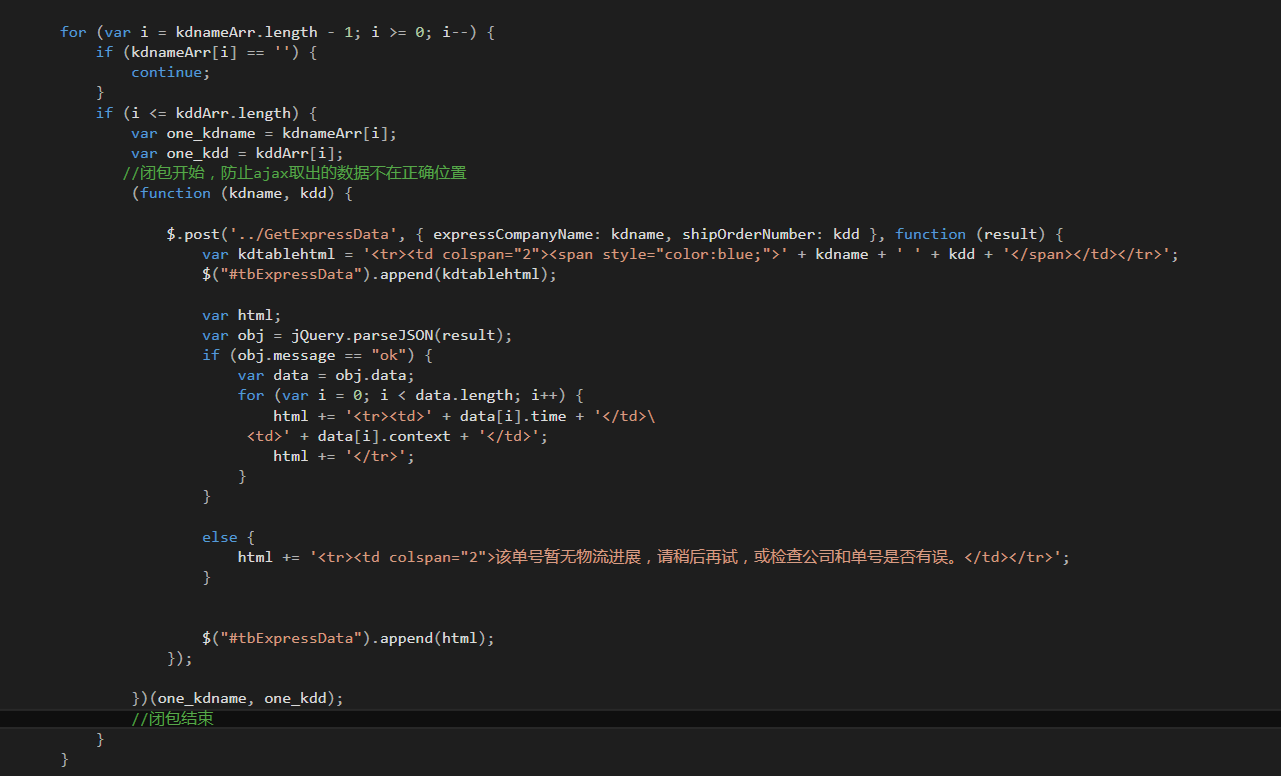 for (var i = kdnameArr.length - 1; i >= 0; i--) {
if (kdnameArr[i] == '') {
continue;
}
if (i <= kddArr.length) {
var one_kdname = kdnameArr[i];
var one_kdd = kddArr[i];
//闭包开始，防止ajax取出的数据不在正确位置
(function (kdname, kdd) {
$.post('../GetExpressData', { expressCompanyName: kdname, shipOrderNumber: kdd }, function (result) {
var kdtablehtml = '<tr><td colspan="2"><span style="color:blue;">' + kdname + ' ' + kdd + '</span></td></tr>';
$("#tbExpressData").append(kdtablehtml);
var html;
var obj = jQuery.parseJSON(result);
if (obj.message == "ok") {
var data = obj.data;
for (var i = 0; i < data.length; i++) {
html += '<tr><td>' + data[i].time + '</td>\
<td>' + data[i].context + '</td>';
html += '</tr>';
}
}
else {
html += '<tr><td colspan="2">该单号暂无物流进展，请稍后再试，或检查公司和单号是否有误。</td></tr>';
}
$("#tbExpressData").append(html);
});
})(one_kdname, one_kdd);
//闭包结束
}
}